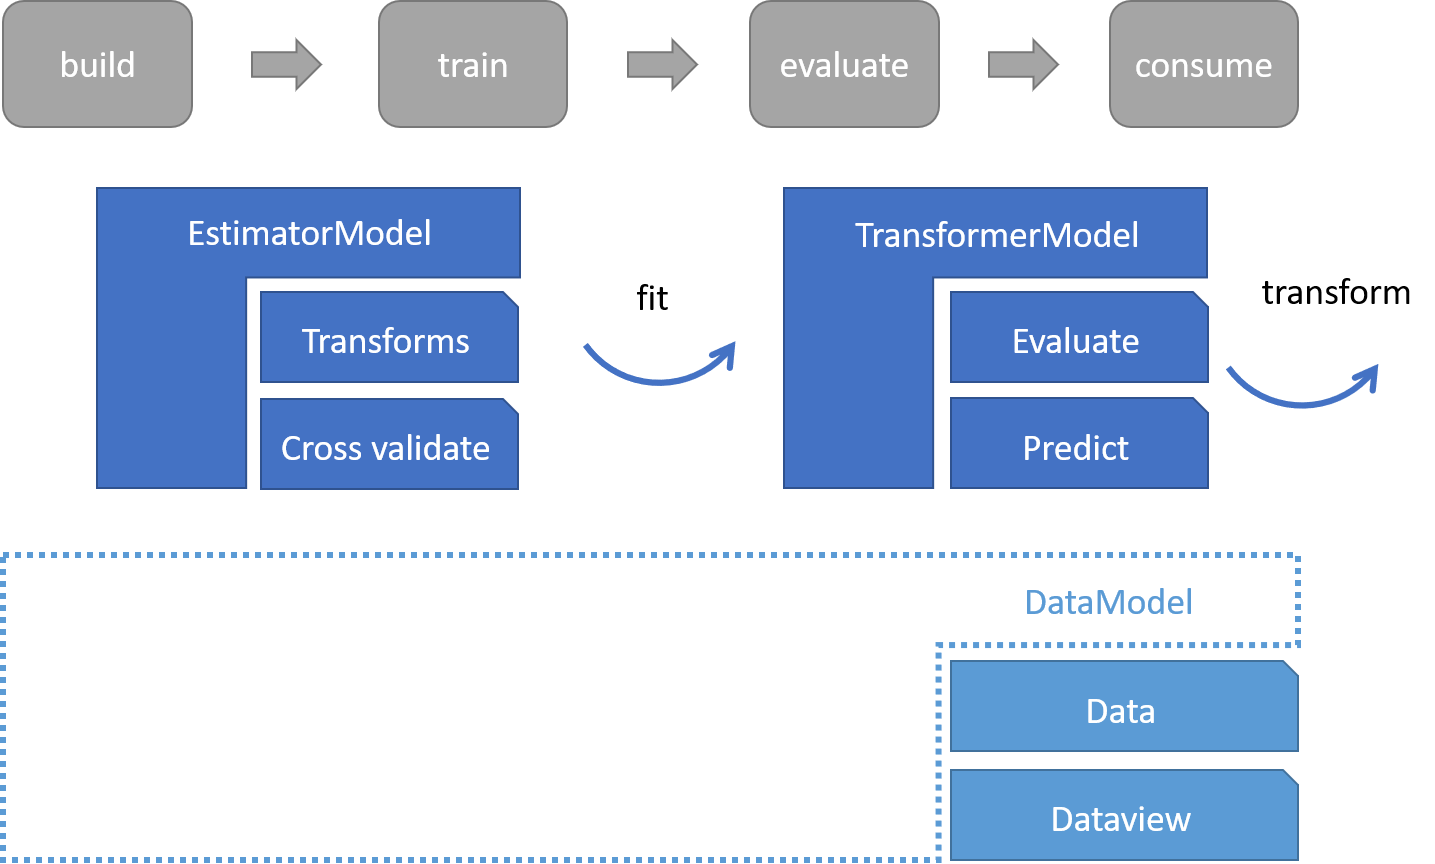 build
train
evaluate
consume
EstimatorModel
Transforms
Cross validate
fit
TransformerModel
Evaluate
Predict
transform
DataModel
Data
Dataview